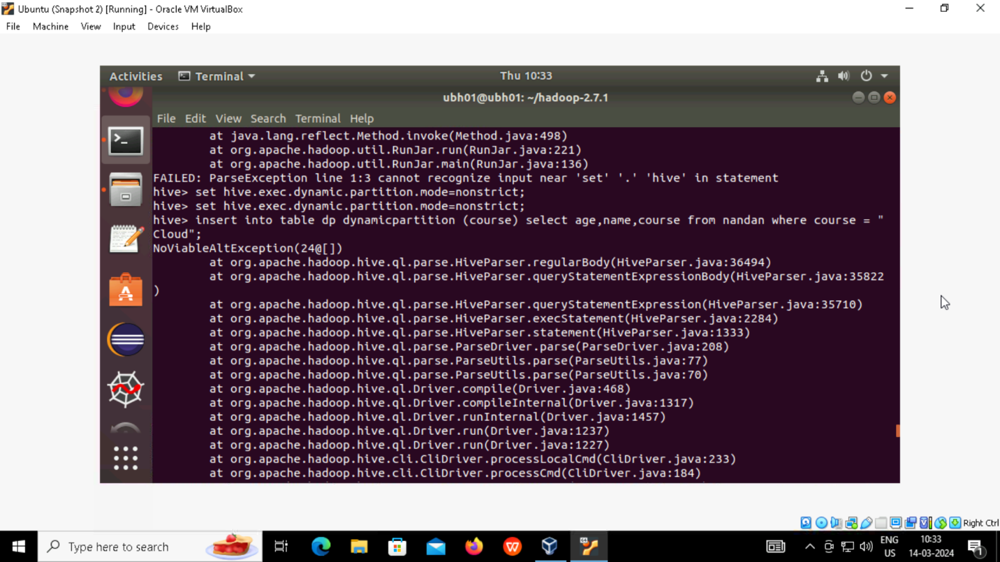 Ubuntu (Snapshot 2) [Running] - Oracle VM VirtualBox
File Machine View Input Devices Help
Activities Terminal Thu 10:33
ubh01@ubh01: ~/hadoop-2.7.1
File Edit View Search Terminal Help
at java.lang.reflect.Method.invoke(Method.java:498)
at org.apache.hadoop.util.RunJar.run(RunJar.java:221)
at org.apache.hadoop.util.RunJar.main(RunJar.java:136)
FAILED: ParseException line 1:3 cannot recognize input near 'set' '.' 'hive' in statement
hive> set hive.exec.dynamic.partition.mode=nonstrict;
hive> set hive.exec.dynamic.partition.mode=nonstrict;
hive> insert into table dp dynamicpartition (course) select age,name,course from nandan where course = "
Cloud";
NoViableAltException(24@[])
at org.apache.hadoop.hive.ql.parse.HiveParser.regularBody(HiveParser.java:36494)
at org.apache.hadoop.hive.ql.parse.HiveParser.queryStatementExpressionBody(HiveParser.java:35822
)
at org.apache.hadoop.hive.ql.parse.HiveParser.queryStatementExpression(HiveParser.java:35710)
at org.apache.hadoop.hive.ql.parse.HiveParser.execStatement(HiveParser.java:2284)
at org.apache.hadoop.hive.ql.parse.HiveParser.statement(HiveParser.java:1333)
at org.apache.hadoop.hive.ql.parse.ParseDriver.parse(ParseDriver.java:208)
at org.apache.hadoop.hive.ql.parse.ParseUtils.parse(ParseUtils.java:77)
at org.apache.hadoop.hive.ql.parse.ParseUtils.parse(ParseUtils.java:70)
at org.apache.hadoop.hive.ql.Driver.compile(Driver.java:468)
at org.apache.hadoop.hive.ql.Driver.compileInternal(Driver.java:1317)
at org.apache.hadoop.hive.ql.Driver.runInternal(Driver.java:1457)
at org.apache.hadoop.hive.ql.Driver.run(Driver.java:1237)
at org.apache.hadoop.hive.ql.Driver.run(Driver.java:1227)
at org.apache.hadoop.hive.cli.CliDriver.processLocalCmd(CliDriver.java:233)
at org.apache.hadoop.hive.cli.CliDriver.processCmd(CliDriver.java:184)
Right Ctrl
Type here to search
ENG
US
10:33
14-03-2024
1